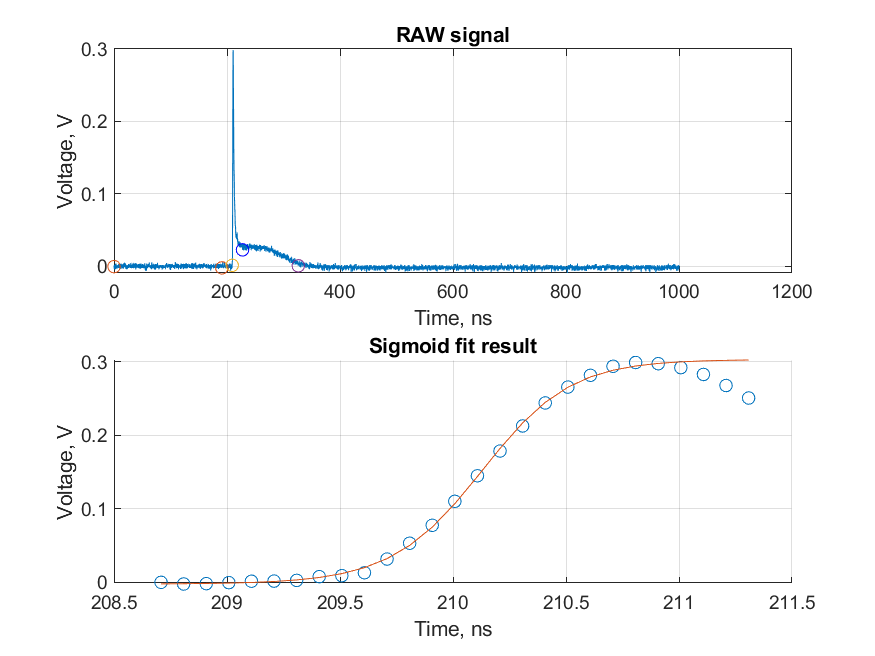 RAW signal
0.3
0.2
0.1
0
Voltage, V
0 200 400 600 800 1000 1200
Time, ns
Sigmoid fit result
0.3
0.2
0.1
0
Voltage, V
208.5 209 209.5 210 210.5 211 211.5
Time, ns